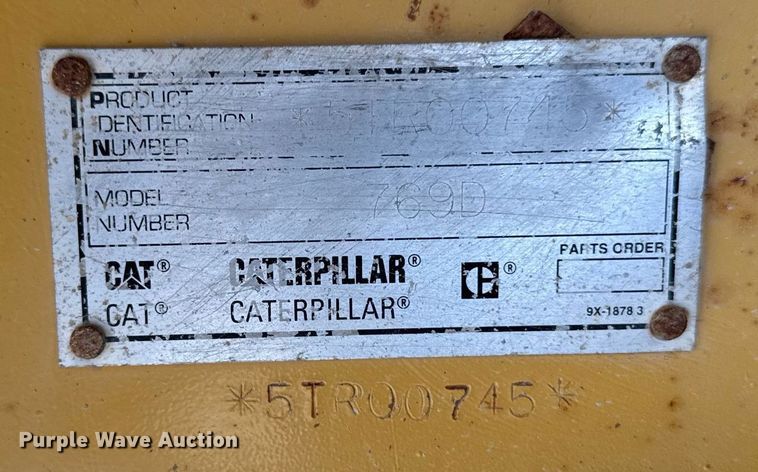 PRODUCT
IDENTIFICATION *5TR00745*
NUMBER
MODEL
NUMBER 769D
CAT® CATERPILLAR® C® PARTS ORDER
CAT® CATERPILLAR® 9X-1878 3
*5TR00745*
Purple Wave Auction